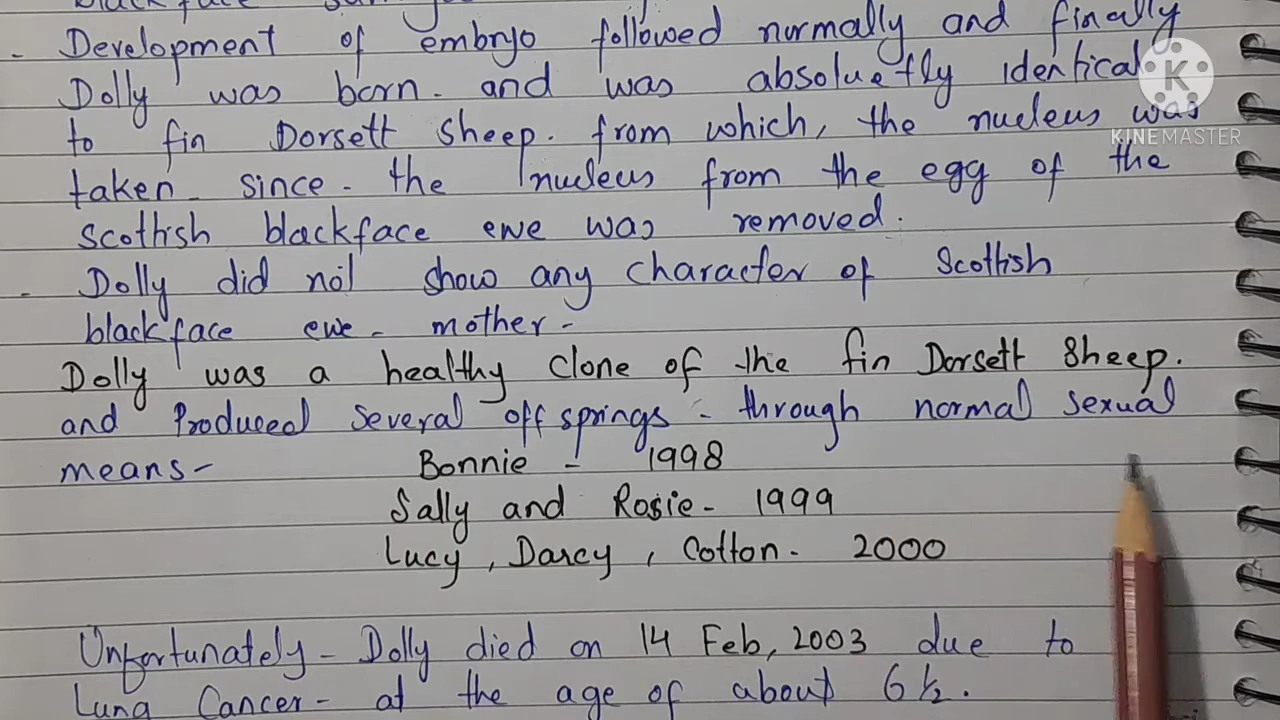 . Development of embryo followed normally and finally
Dolly was born. and was absoluetly identical
to fin Dorsett Sheep. from which, the nucleus was
KINEMASTER
taken - since - the nucleus from the egg of the
Scottish blackface ewe was removed.
- Dolly did not show any character of Scottish
blackface ewe - mother -
Dolly was a healthy clone of the fin Dorsett Sheep.
and Produced Several offsprings - through normal sexual
means -
Bonnie - 1998
Sally and Rosie - 1999
Lucy, Darcy, Cotton - 2000
Unfortunately - Dolly died on 14 Feb, 2003 due to
Lung Cancer - at the age of about 6 1/2.